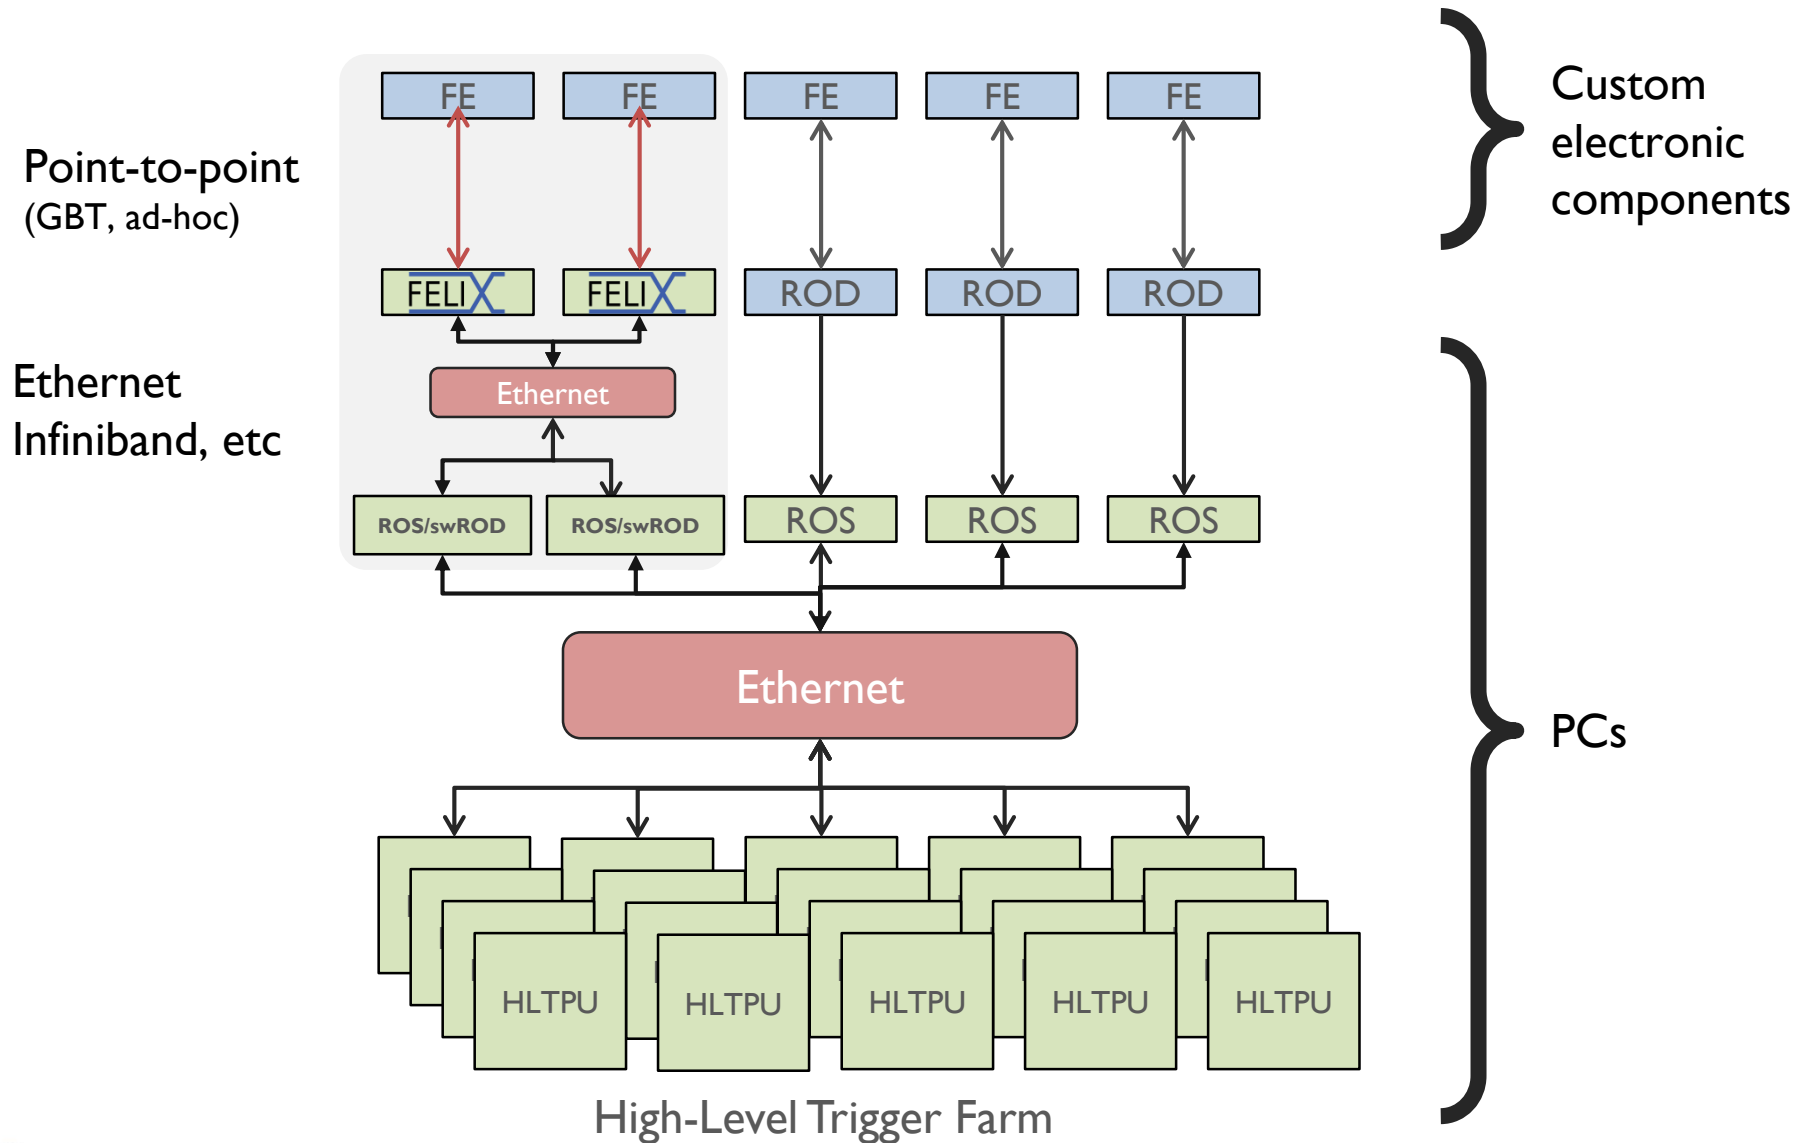 FE FE FE FE FE
Custom
electronic
components
Point-to-point
(GBT, ad-hoc)
FELIX FELIX ROD ROD ROD
Ethernet
Infiniband, etc
Ethernet
ROS/swROD ROS/swROD ROS ROS ROS
Ethernet
PCs
HLTPU HLTPU HLTPU HLTPU HLTPU
High-Level Trigger Farm